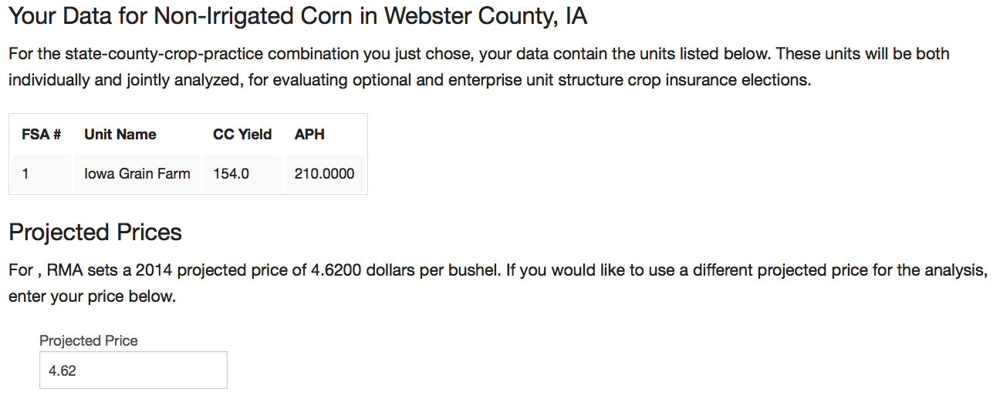 Your Data for Non-Irrigated Corn in Webster County, IA
For the state-county-crop-practice combination you just chose, your data contain the units listed below. These units will be both
individually and jointly analyzed, for evaluating optional and enterprise unit structure crop insurance elections.
FSA # Unit Name CC Yield APH
1 Iowa Grain Farm 154.0 210.0000
Projected Prices
For , RMA sets a 2014 projected price of 4.6200 dollars per bushel. If you would like to use a different projected price for the analysis,
enter your price below.
Projected Price
4.62